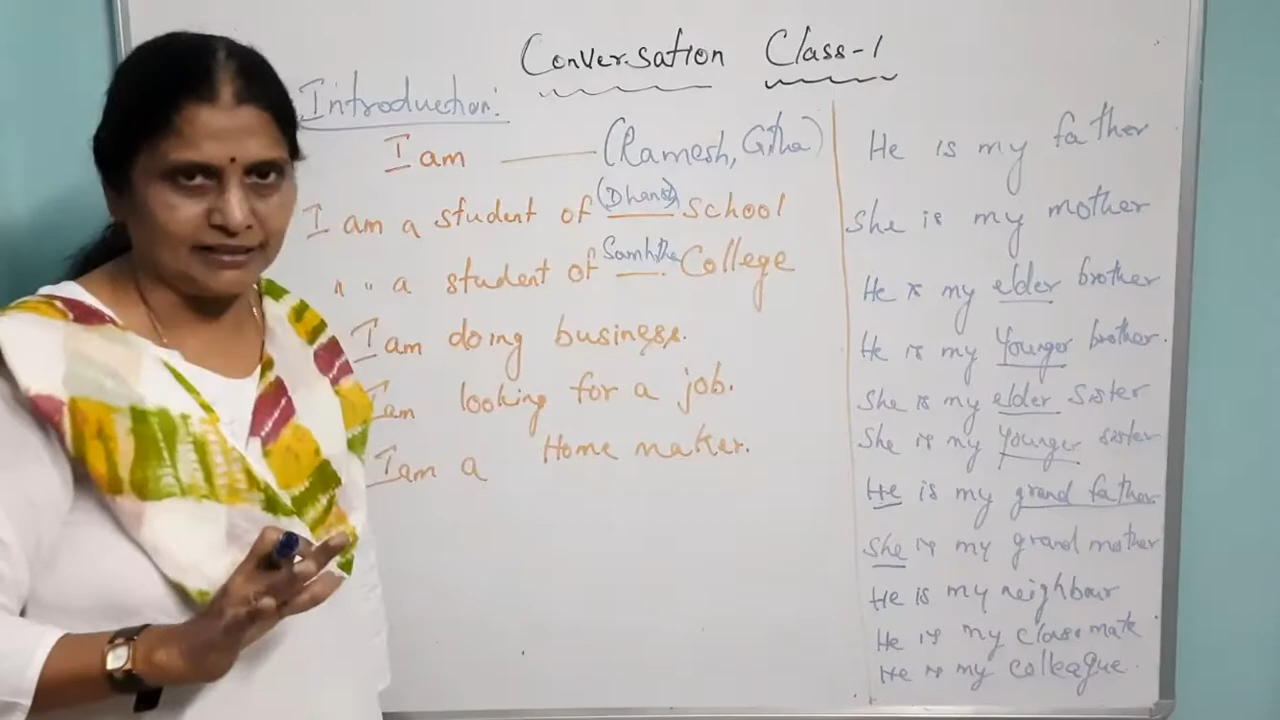 Conversation Class-1
Introduction:
I am ——— (Ramesh, Githa)
I am a student of (Dhansi) school
" " a student of Samhitha College
I am doing business.
I am looking for a job.
I am a Home maker.
He is my father
She is my mother
He is my elder brother
He is my younger brother.
She is my elder sister
She is my younger sister
He is my grand father
She is my grand mother
He is my neighbour
He is my classmate
He is my colleague.